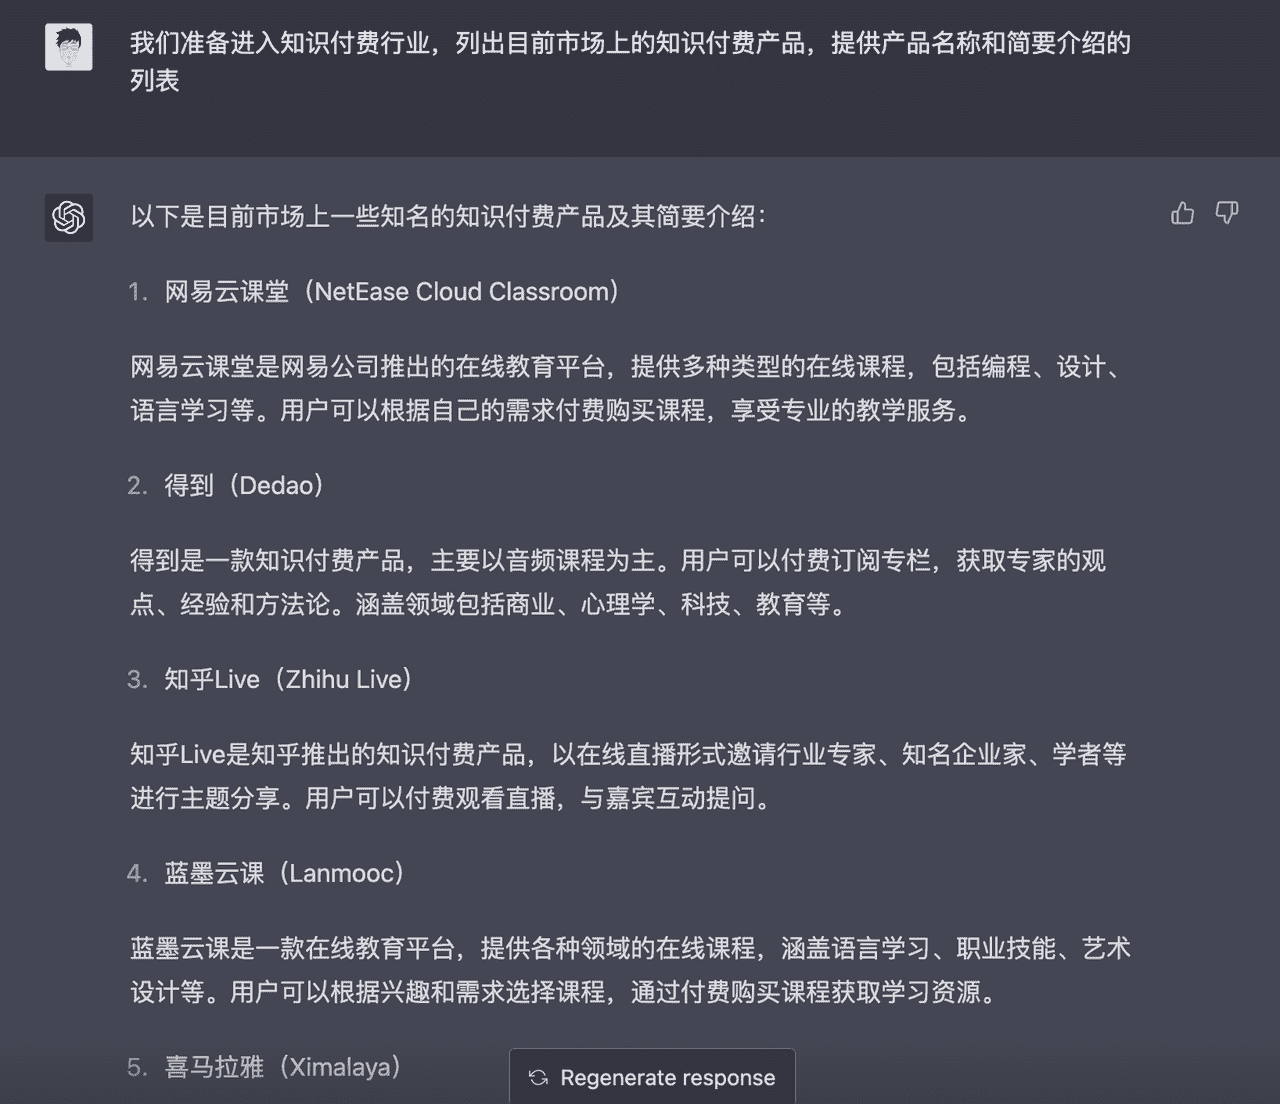 我们准备进入知识付费行业，列出目前市场上的知识付费产品，提供产品名称和简要介绍的
列表
以下是目前市场上一些知名的知识付费产品及其简要介绍：
1. 网易云课堂（NetEase Cloud Classroom）
网易云课堂是网易公司推出的在线教育平台，提供多种类型的在线课程，包括编程、设计、
语言学习等。用户可以根据自己的需求付费购买课程，享受专业的教学服务。
2. 得到（Dedao）
得到是一款知识付费产品，主要以音频课程为主。用户可以付费订阅专栏，获取专家的观
点、经验和方法论。涵盖领域包括商业、心理学、科技、教育等。
3. 知乎Live（Zhihu Live）
知乎Live是知乎推出的知识付费产品，以在线直播形式邀请行业专家、知名企业家、学者等
进行主题分享。用户可以付费观看直播，与嘉宾互动提问。
4. 蓝墨云课（Lanmooc）
蓝墨云课是一款在线教育平台，提供各种领域的在线课程，涵盖语言学习、职业技能、艺术
设计等。用户可以根据兴趣和需求选择课程，通过付费购买课程获取学习资源。
5. 喜马拉雅（Ximalaya）
Regenerate response